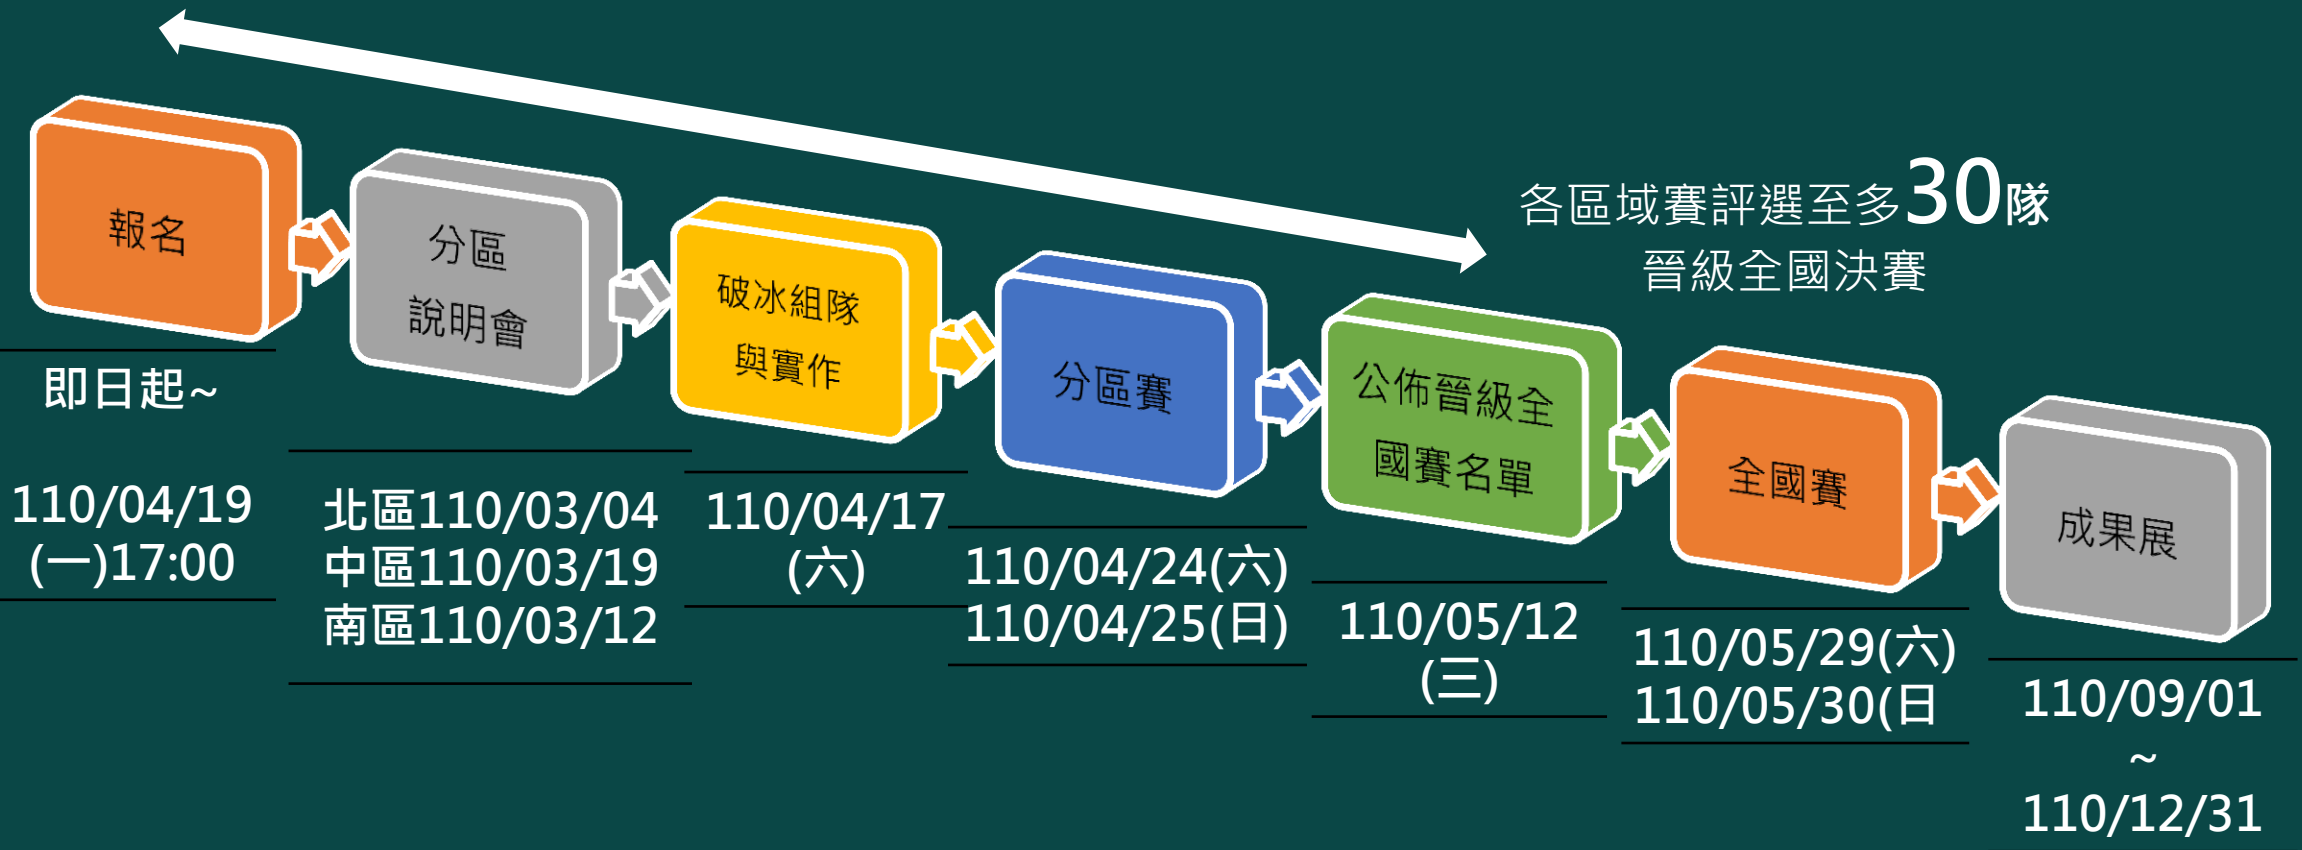 報名
即日起~
110/04/19
(一)17:00
分區
說明會
北區110/03/04
中區110/03/19
南區110/03/12
破冰組隊
與實作
110/04/17
(六)
分區賽
110/04/24(六)
110/04/25(日)
各區域賽評選至多30隊
晉級全國決賽
公佈晉級全
國賽名單
110/05/12
(三)
全國賽
110/05/29(六)
110/05/30(日
成果展
110/09/01
~
110/12/31